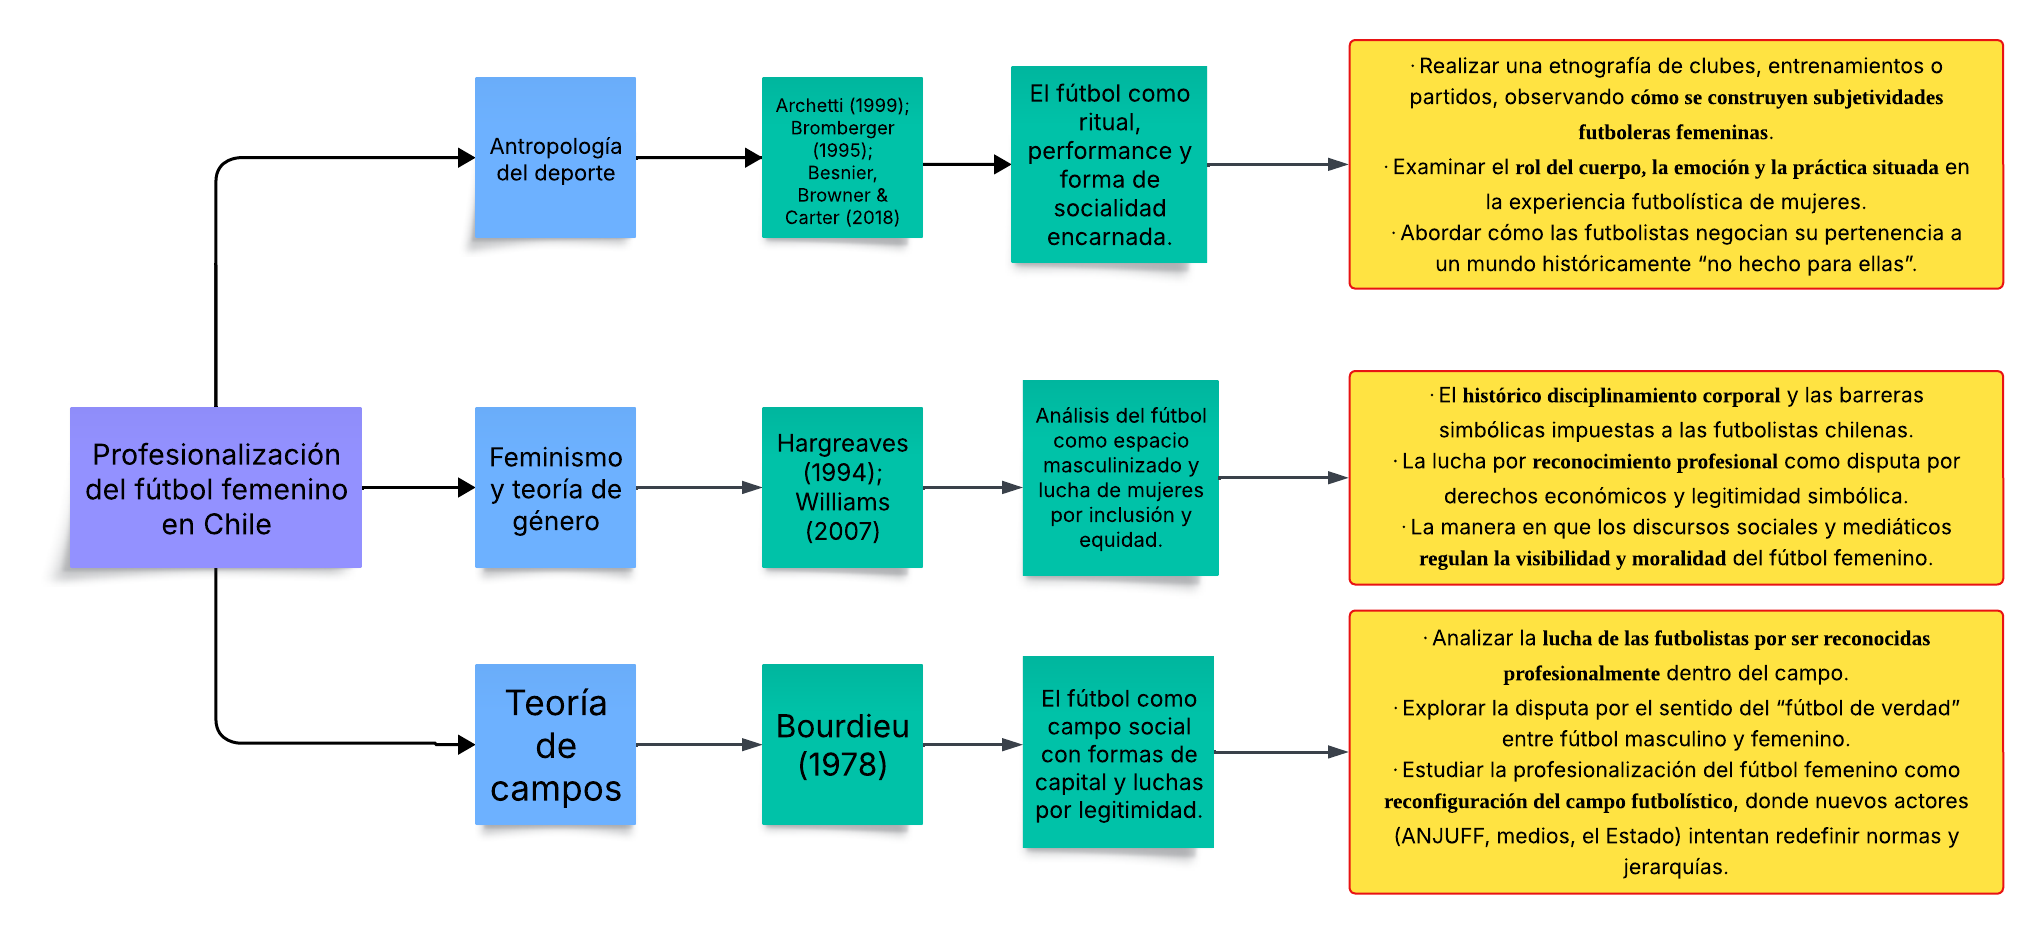 Antropología
del deporte
Archetti (1999);
Bromberger
(1995);
Besnier,
Browner &
Carter (2018)
El fútbol como
ritual,
performance y
forma de
socialidad
encarnada.
· Realizar una etnografía de clubes, entrenamientos o
partidos, observando cómo se construyen subjetividades
futboleras femeninas.
· Examinar el rol del cuerpo, la emoción y la práctica situada en
la experiencia futbolística de mujeres.
· Abordar cómo las futbolistas negocian su pertenencia a
un mundo históricamente “no hecho para ellas”.
Profesionalización
del fútbol femenino
en Chile
Feminismo
y teoría de
género
Hargreaves
(1994);
Williams
(2007)
Análisis del fútbol
como espacio
masculinizado y
lucha de mujeres
por inclusión y
equidad.
· El histórico disciplinamiento corporal y las barreras
simbólicas impuestas a las futbolistas chilenas.
· La lucha por reconocimiento profesional como disputa por
derechos económicos y legitimidad simbólica.
· La manera en que los discursos sociales y mediáticos
regulan la visibilidad y moralidad del fútbol femenino.
Teoría
de
campos
Bourdieu
(1978)
El fútbol como
campo social
con formas de
capital y luchas
por legitimidad.
· Analizar la lucha de las futbolistas por ser reconocidas
profesionalmente dentro del campo.
· Explorar la disputa por el sentido del “fútbol de verdad”
entre fútbol masculino y femenino.
· Estudiar la profesionalización del fútbol femenino como
reconfiguración del campo futbolístico, donde nuevos actores
(ANJUFF, medios, el Estado) intentan redefinir normas y
jerarquías.